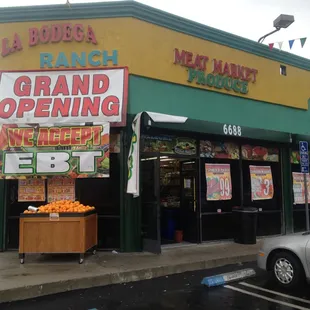 LA BODEGA
RANCH
MEAT MARKET
PRODUCE
GRAND
OPENING
WE ACCEPT
EBT
6688